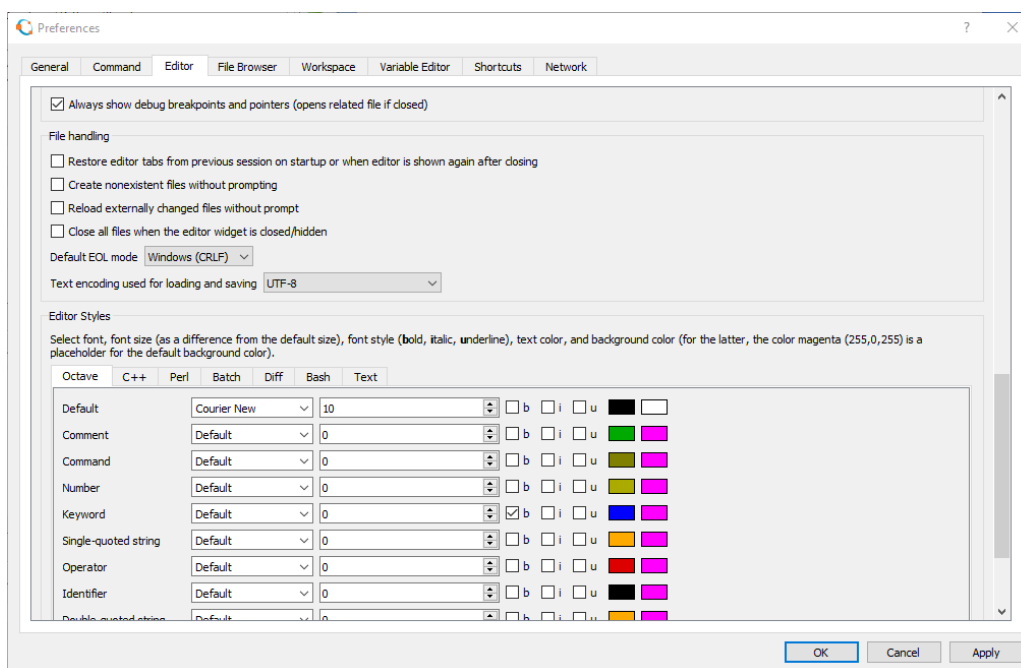 Preferences
?
General Command Editor File Browser Workspace Variable Editor Shortcuts Network
Always show debug breakpoints and pointers (opens related file if closed)
File handling
Restore editor tabs from previous session on startup or when editor is shown again after closing
Create nonexistent files without prompting
Reload externally changed files without prompt
Close all files when the editor widget is closed/hidden
Default EOL mode Windows (CRLF)
Text encoding used for loading and saving UTF-8
Editor Styles
Select font, font size (as a difference from the default size), font style (bold, italic, underline), text color, and background color (for the latter, the color magenta (255,0,255) is a
placeholder for the default background color).
Octave C++ Perl Batch Diff Bash Text
Default Courier New 10 b i u
Comment Default 0 b i u
Command Default 0 b i u
Number Default 0 b i u
Keyword Default 0 b i u
Single-quoted string Default 0 b i u
Operator Default 0 b i u
Identifier Default 0 b i u
Double-quoted string Default 0 b i u
OK Cancel Apply